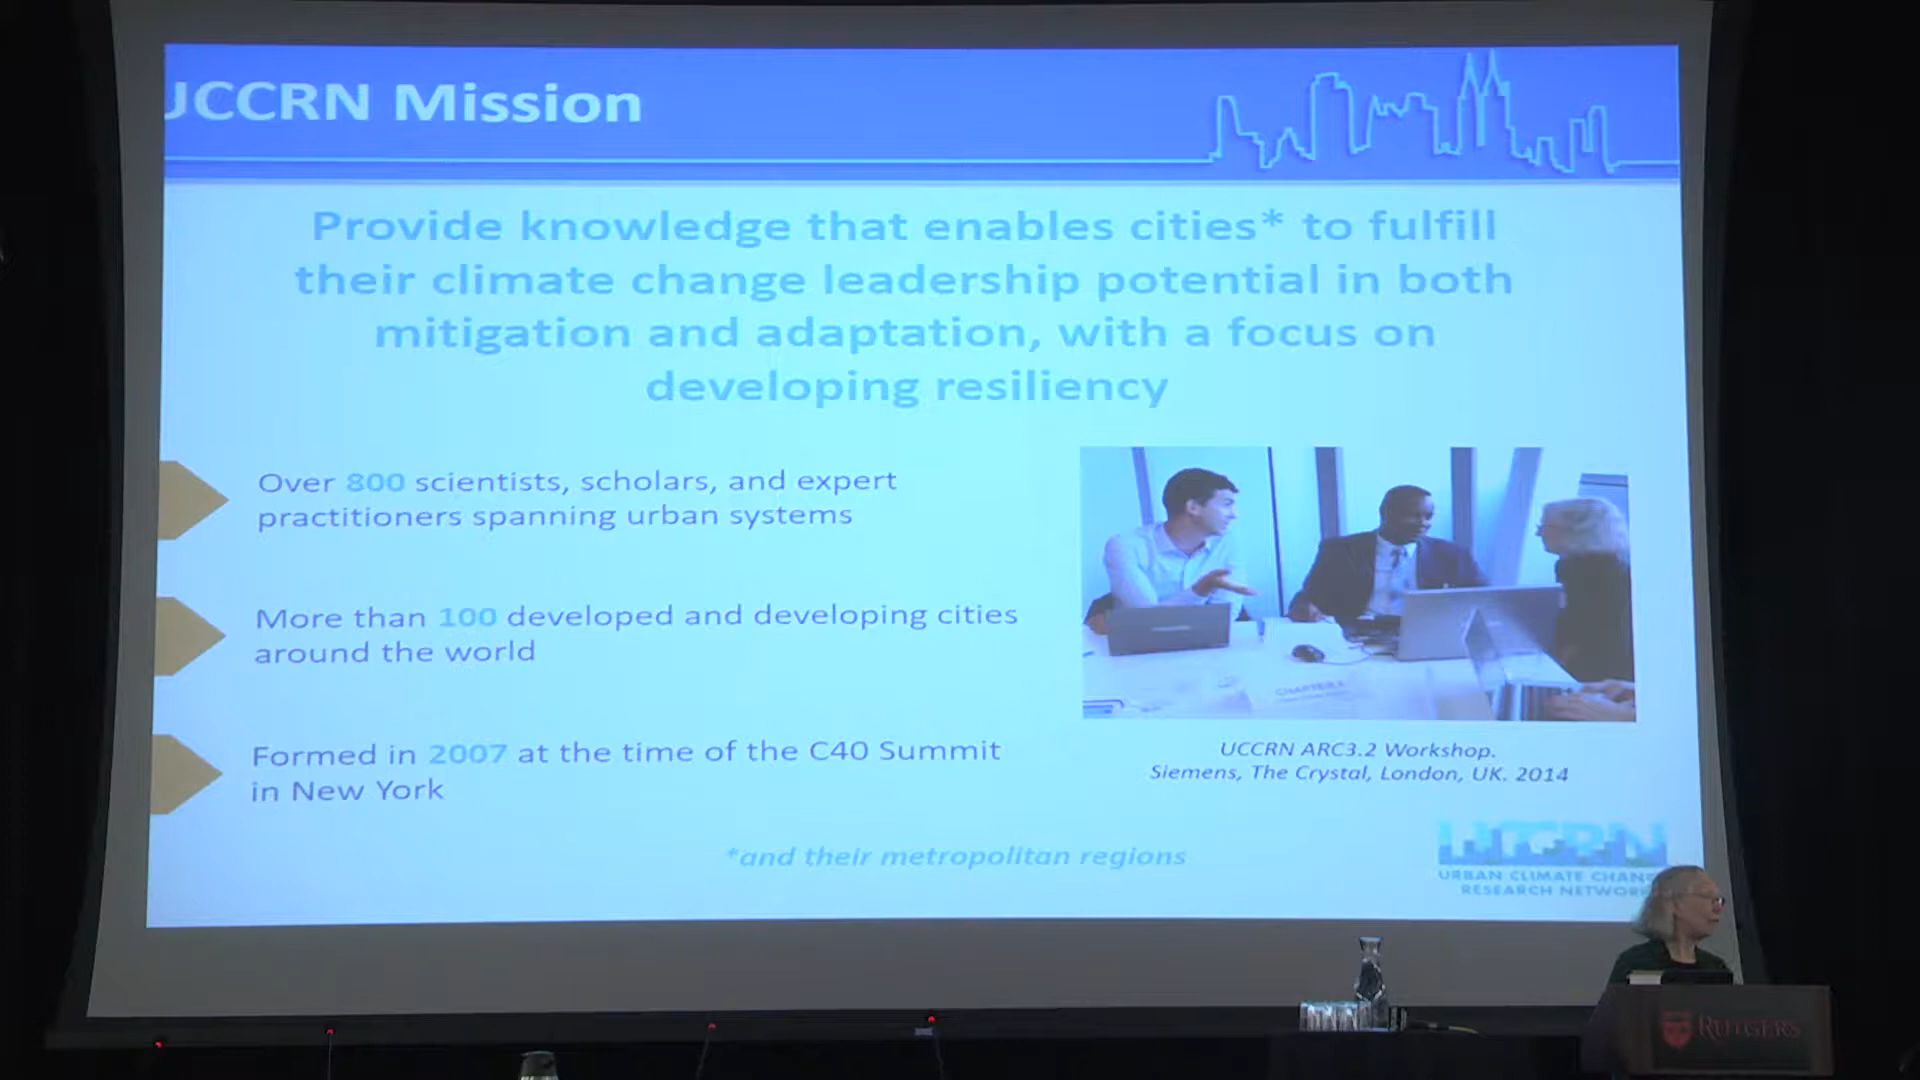 UCCRN Mission
Provide knowledge that enables cities* to fulfill
their climate change leadership potential in both
mitigation and adaptation, with a focus on
developing resiliency
Over 800 scientists, scholars, and expert
practitioners spanning urban systems
More than 100 developed and developing cities
around the world
Formed in 2007 at the time of the C40 Summit
in New York
CHAPTER
UCCRN ARC3.2 Workshop.
Siemens, The Crystal, London, UK. 2014
*and their metropolitan regions
UCCRN
URBAN CLIMATE CHANG
RESEARCH NETWORK
RUTGERS